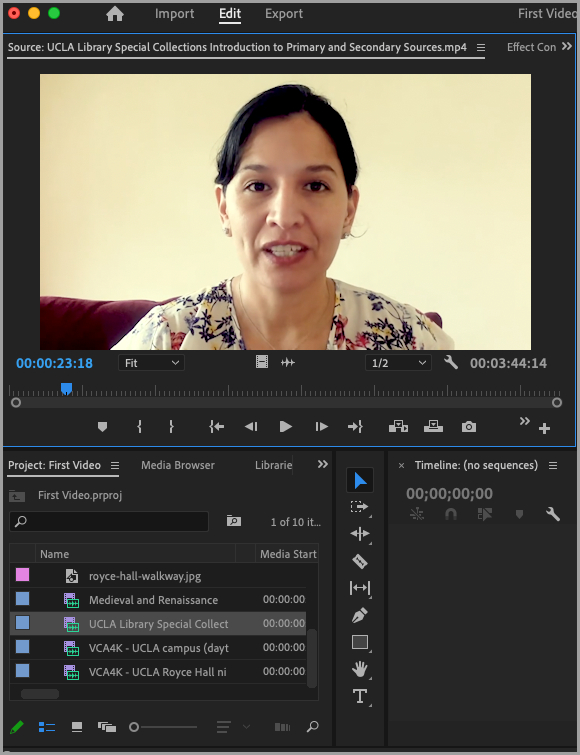 Import Edit Export First Video
Source: UCLA Library Special Collections Introduction to Primary and Secondary Sources.mp4 Effect Con
00:00:23:18 Fit 1/2 00:03:44:14
Project: First Video Media Browser Librarie
Timeline: (no sequences)
First Video.prproj
00;00;00;00
1 of 10 it...
Name Media Start
royce-hall-walkway.jpg
Medieval and Renaissance 00:00:00
UCLA Library Special Collect 00:00:00
VCA4K - UCLA campus (dayt 00:00:00
VCA4K - UCLA Royce Hall ni 00:00:00